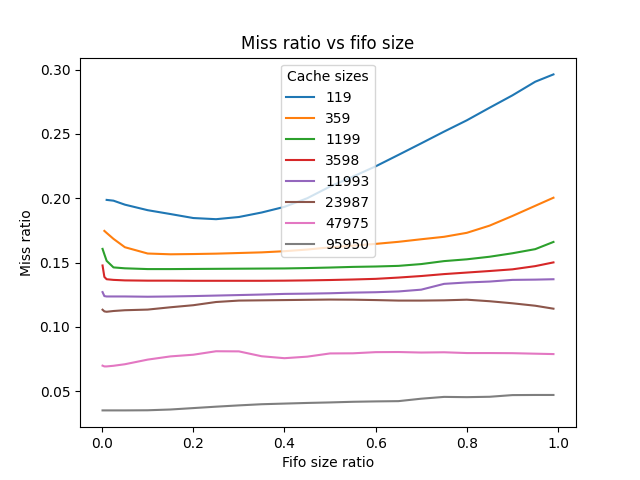 Miss ratio vs fifo size
Miss ratio
0.30
0.25
0.20
0.15
0.10
0.05
Cache sizes
119
359
1199
3598
11993
23987
47975
95950
0.0 0.2 0.4 0.6 0.8 1.0
Fifo size ratio